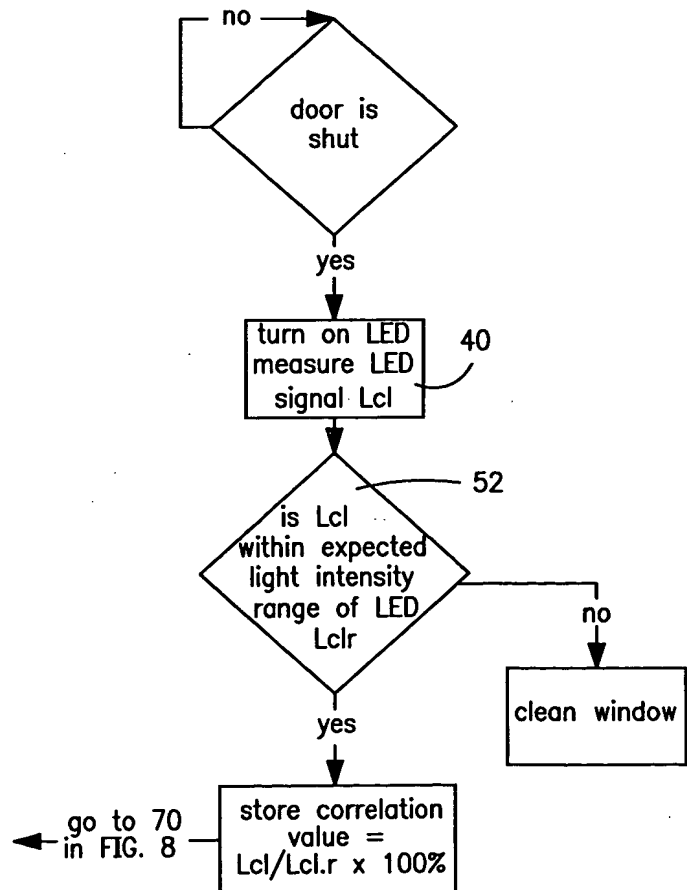 no
door is
shut
yes
turn on LED
measure LED
signal Lcl
40
52
is Lcl
within expected
light intensity
range of LED
Lclr
no
clean window
yes
store correlation
value =
Lcl/Lcl.r x 100%
go to 70
in FIG. 8